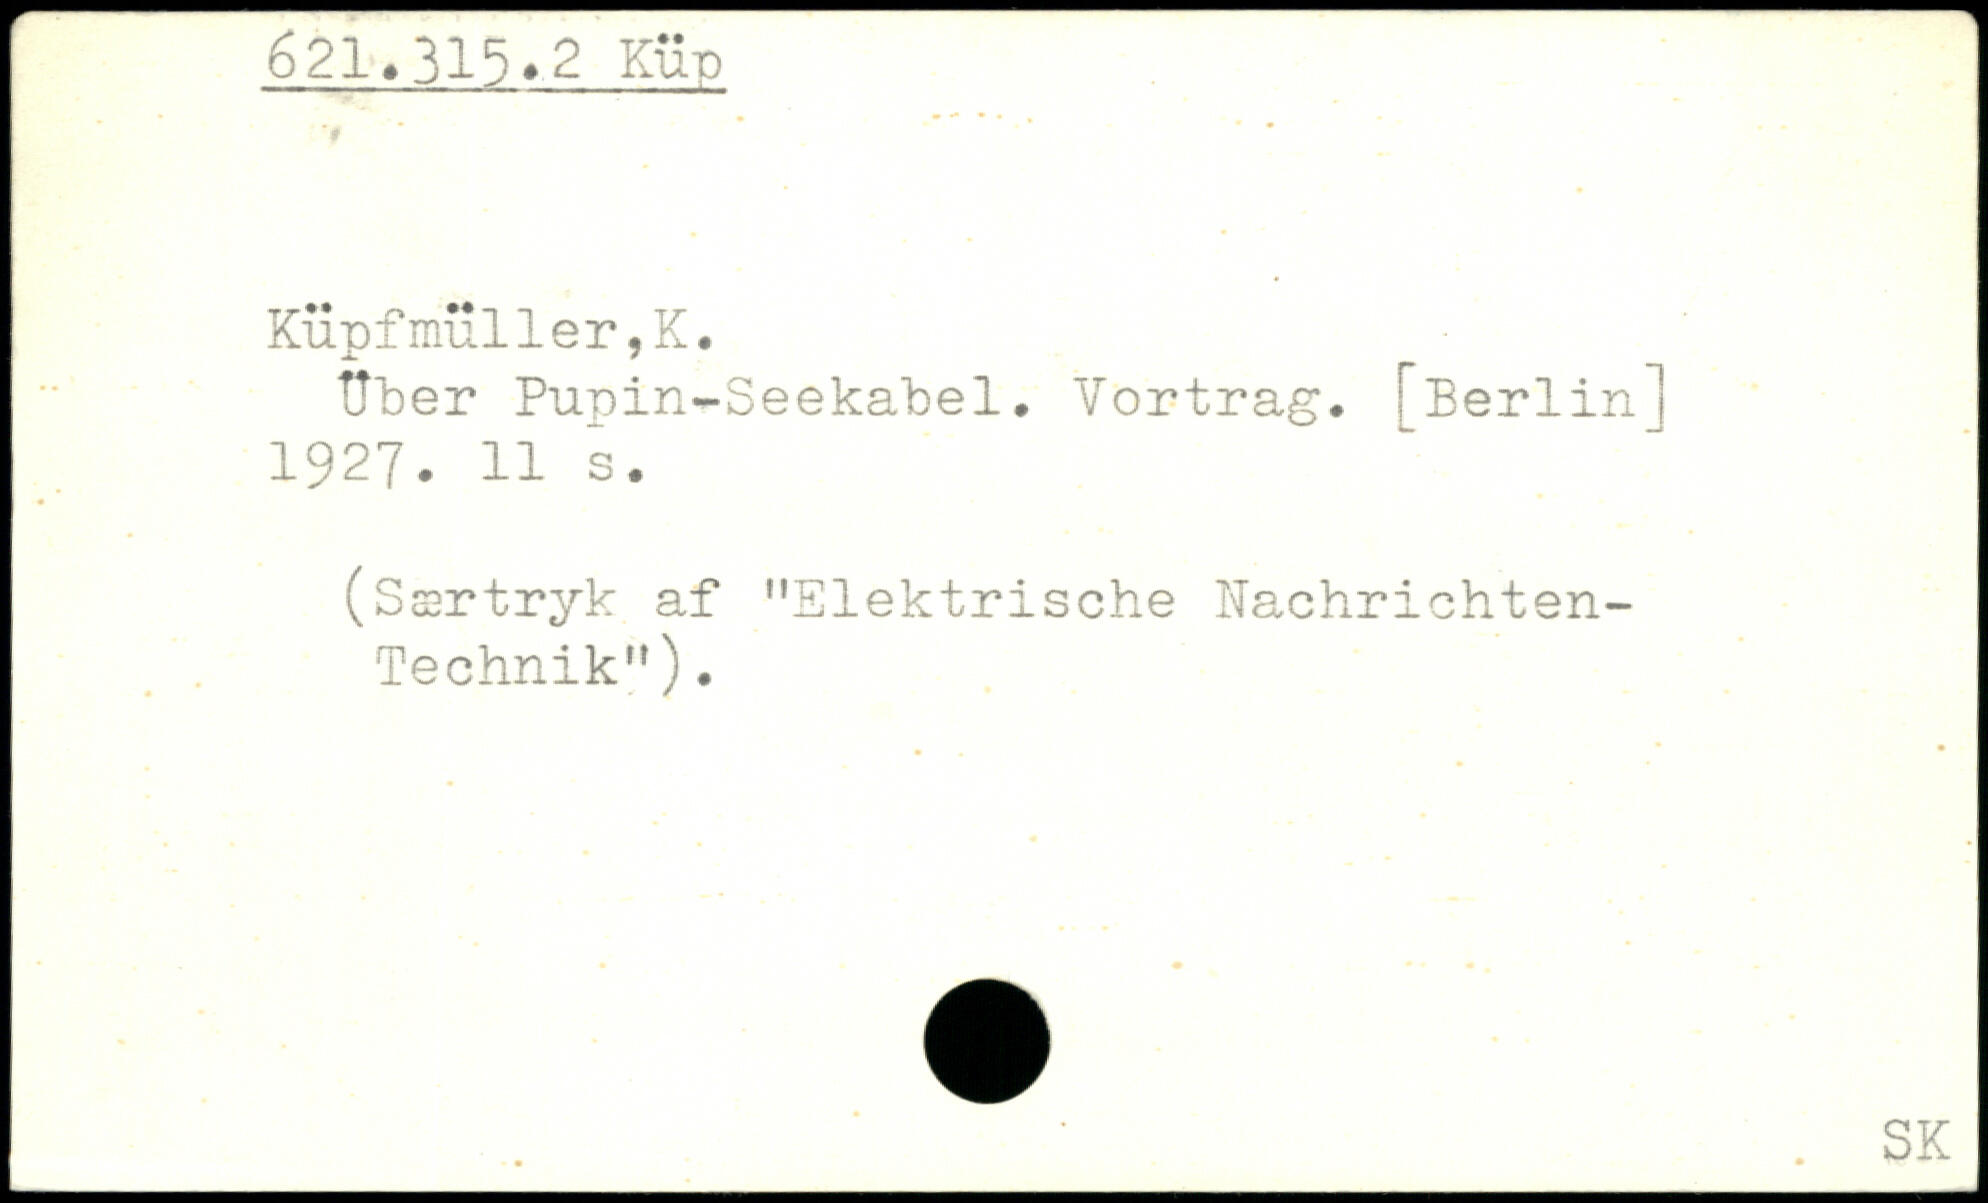 621.315.2 Küp
Küpfmüller,K.
Über Pupin-Seekabel. Vortrag. [Berlin]
1927. 11 s.
(Særtryk af "Elektrische Nachrichten-
Technik").
SK